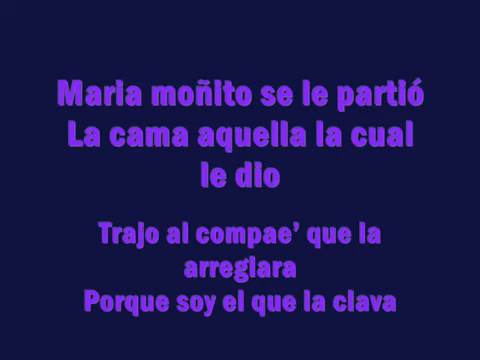 Maria moñito se le partió
La cama aquella la cual
le dio
Trajo al compae’ que la
arreglara
Porque soy el que la clava